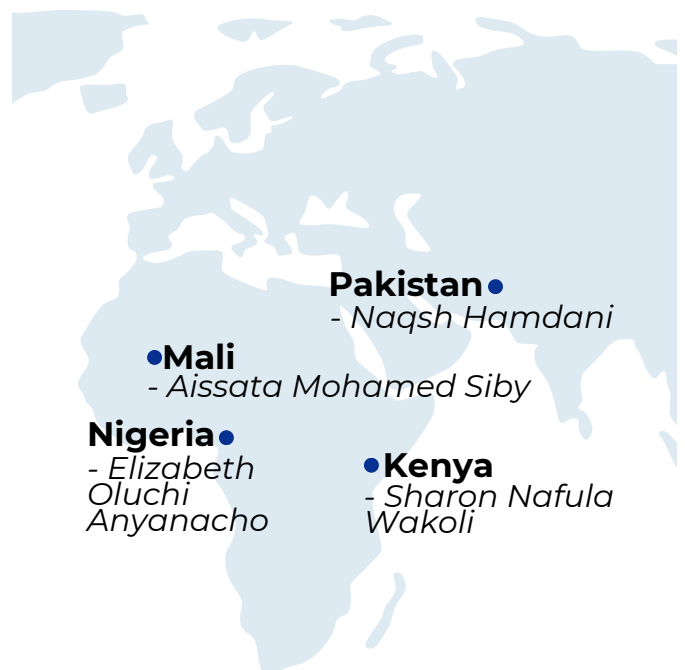 Pakistan
- Naqsh Hamdani
Mali
- Aissata Mohamed Siby
Nigeria
- Elizabeth
Oluchi
Anyanacho
Kenya
- Sharon Nafula
Wakoli